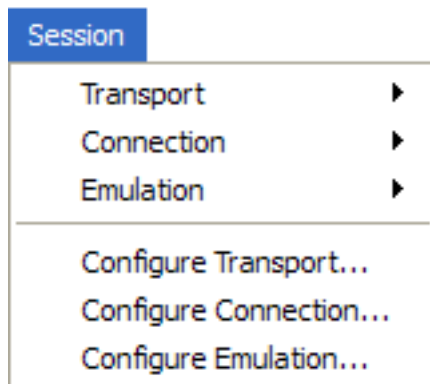 Session
Transport
Connection
Emulation
Configure Transport...
Configure Connection...
Configure Emulation...